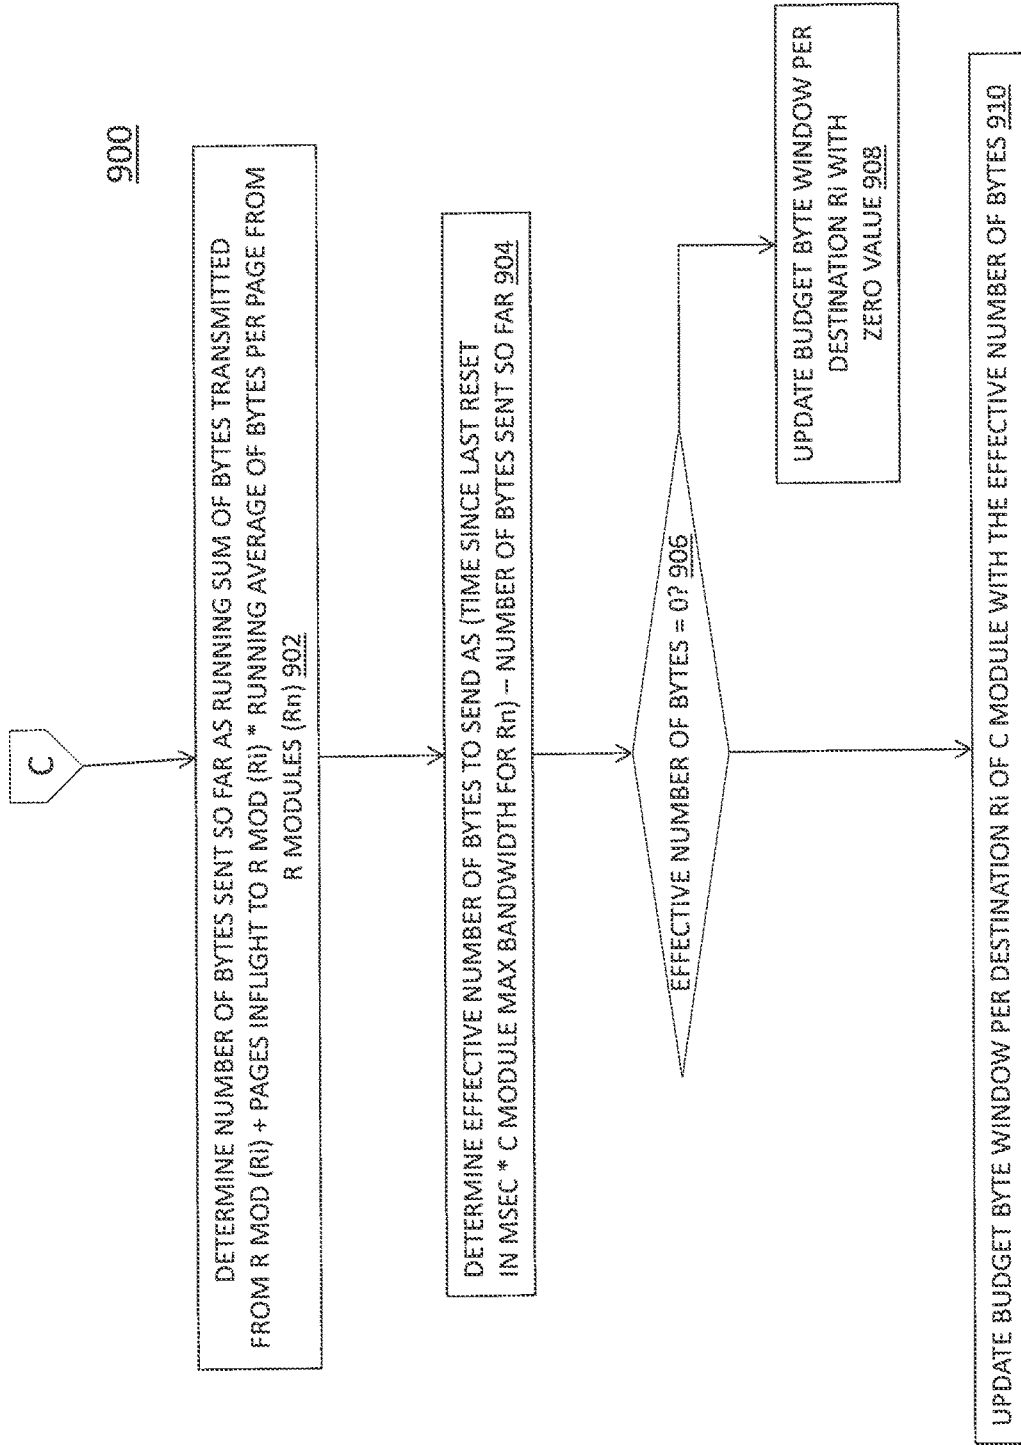 900
C
DETERMINE NUMBER OF BYTES SENT SO FAR AS RUNNING SUM OF BYTES TRANSMITTED
FROM R MOD (Ri) + PAGES INFLIGHT TO R MOD (Ri) * RUNNING AVERAGE OF BYTES PER PAGE FROM
R MODULES (Rn) 902
DETERMINE EFFECTIVE NUMBER OF BYTES TO SEND AS (TIME SINCE LAST RESET
IN MSEC * C MODULE MAX BANDWIDTH FOR Rn) – NUMBER OF BYTES SENT SO FAR 904
EFFECTIVE NUMBER OF BYTES = 0? 906
UPDATE BUDGET BYTE WINDOW PER
DESTINATION Ri WITH
ZERO VALUE 908
UPDATE BUDGET BYTE WINDOW PER DESTINATION Ri OF C MODULE WITH THE EFFECTIVE NUMBER OF BYTES 910